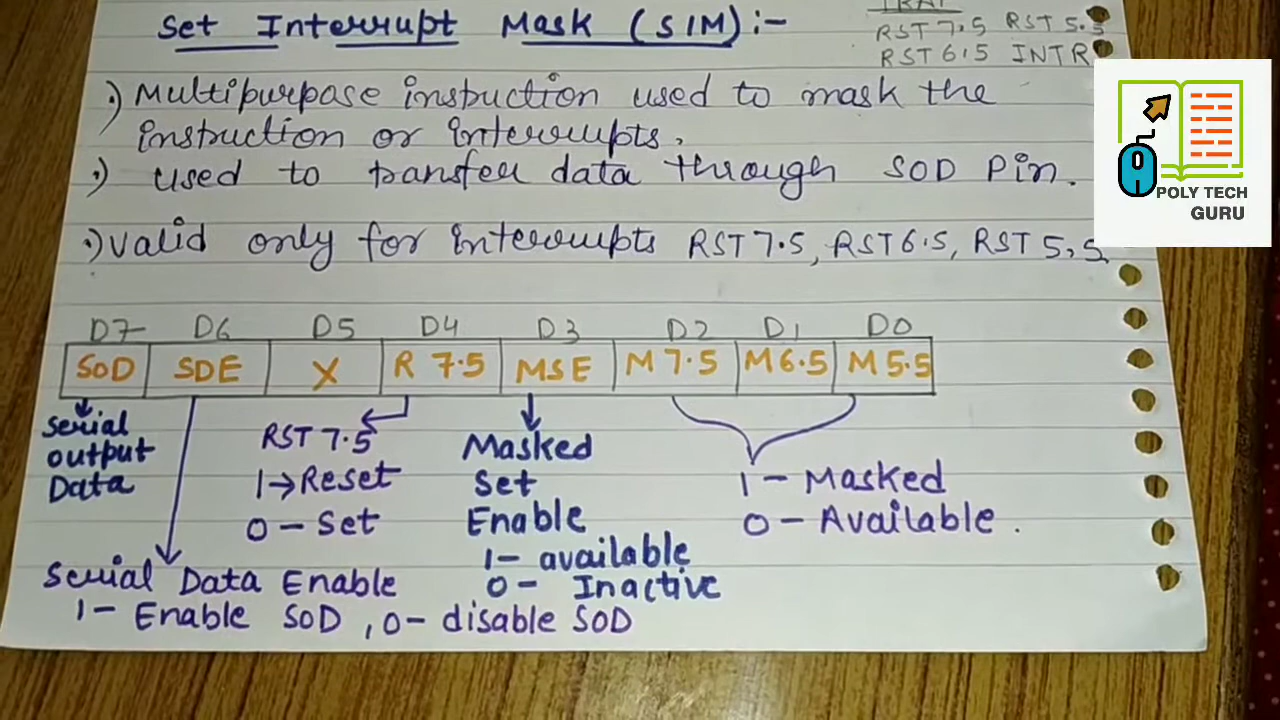 Set Interrupt Mask (SIM):-
TRAP
RST 7.5 RST 5.5
RST 6.5 INTR
·) Multipurpose instruction used to mask the
instruction or interrupts.
·) used to transfer data through SOD Pin.
·) valid only for interrupts RST 7.5, RST 6.5, RST 5.5
D7 D6 D5 D4 D3 D2 D1 D0
SOD SDE X R 7.5 MSE M 7.5 M 6.5 M 5.5
Serial
output
Data
RST 7.5
1→Reset
0 – Set
Masked
Set
Enable
1– available
0– Inactive
1 – Masked
0 – Available.
Serial Data Enable
1– Enable SOD, 0– disable SOD
POLY TECH
GURU